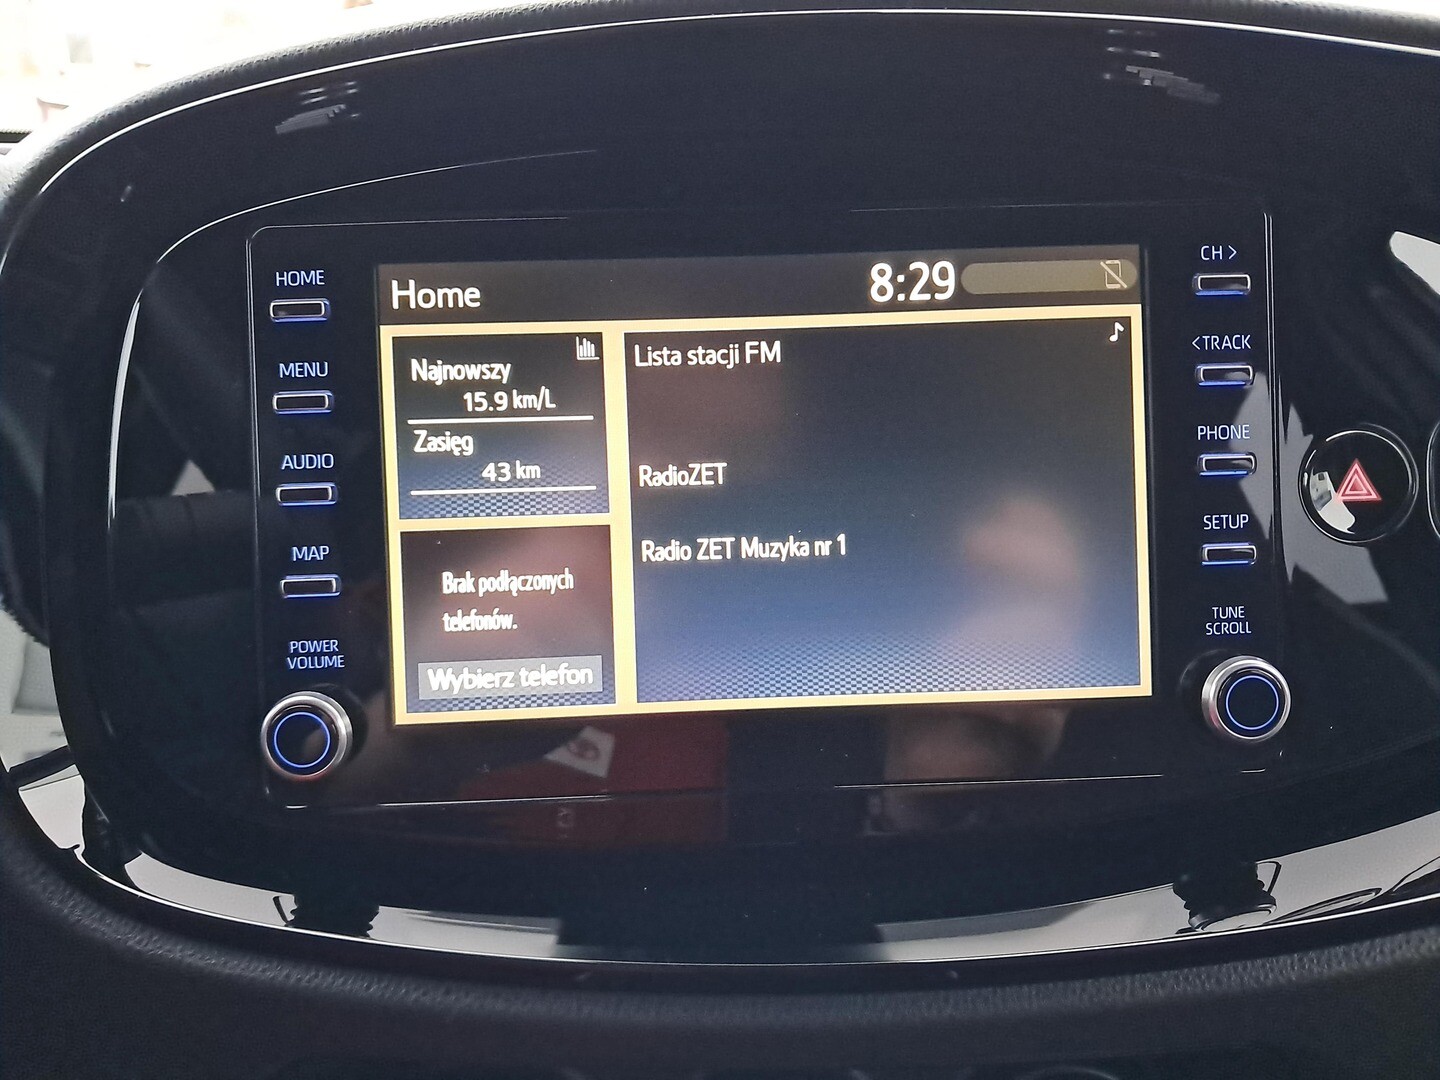 HOME
MENU
AUDIO
MAP
POWER
VOLUME
Home
8:29
Najnowszy
15.9 km/L
Zasięg
43 km
Brak podłączonych
telefonów.
Wybierz telefon
Lista stacji FM
RadioZET
Radio ZET Muzyka nr 1
CH >
<TRACK
PHONE
SETUP
TUNE
SCROLL